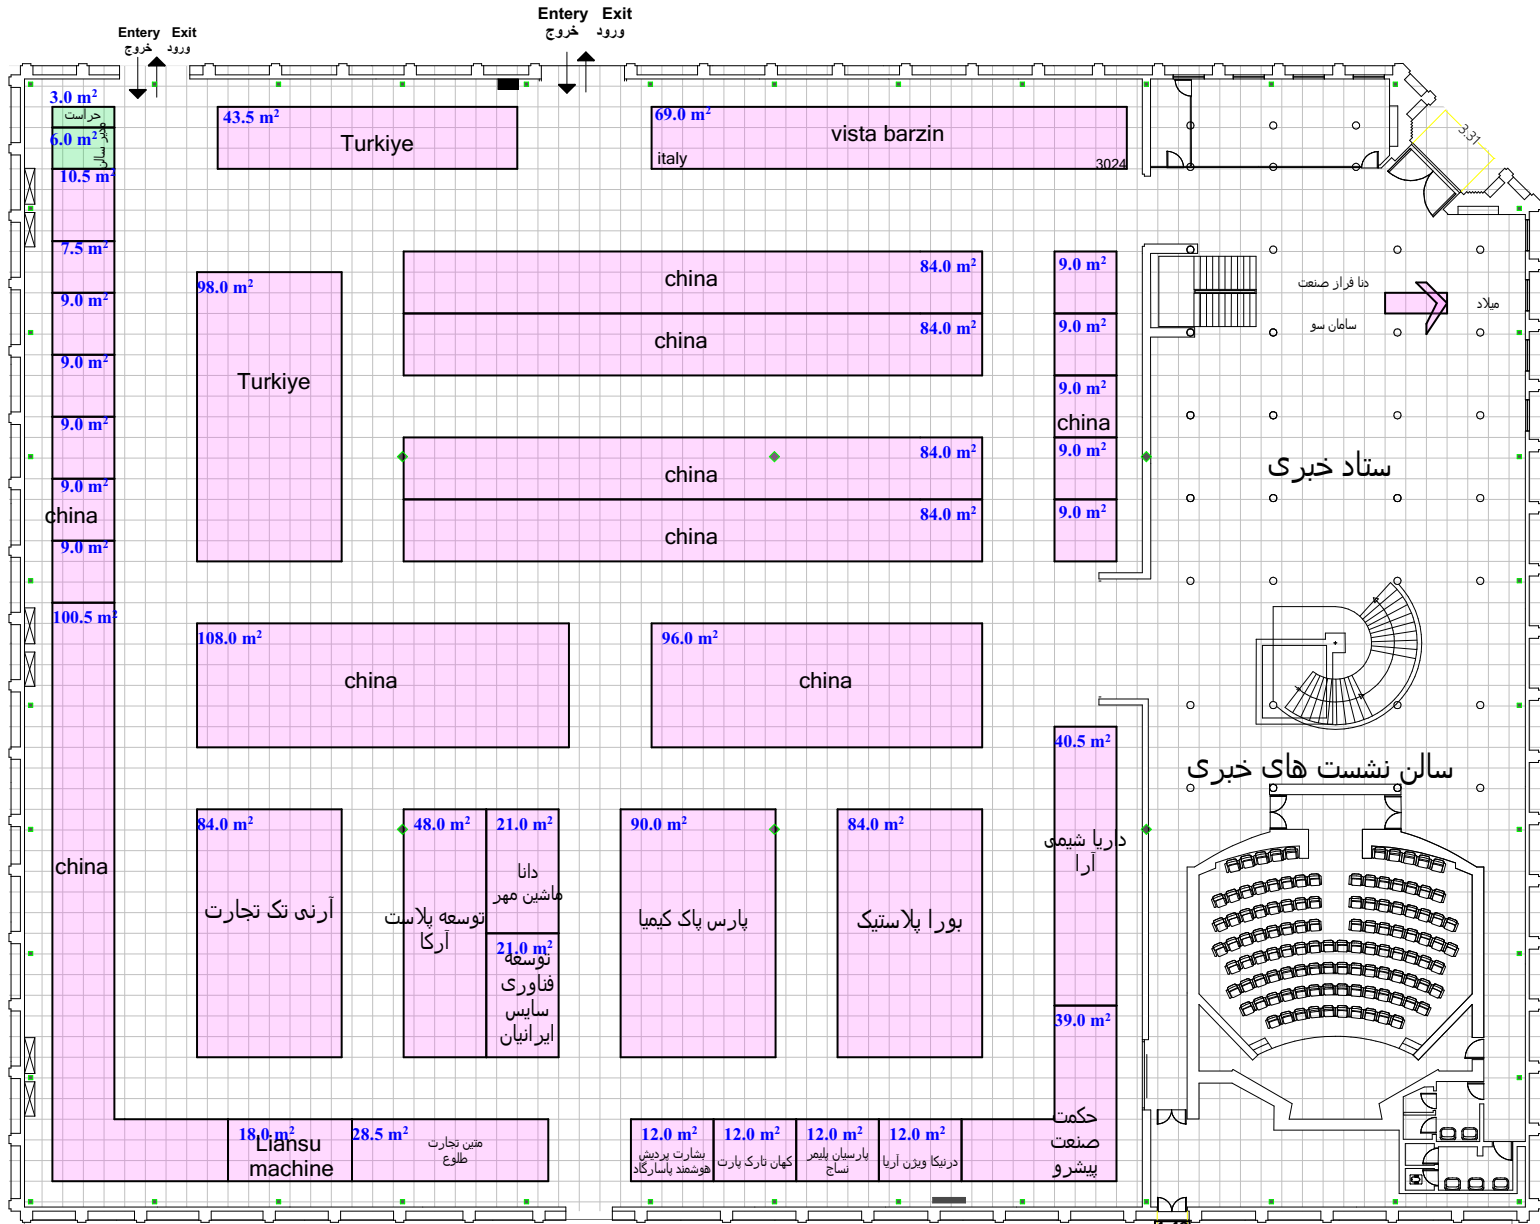 Entery Exit
خروج ورود
Entery Exit
خروج ورود
3.0 m²
حراست
6.0 m²
مدیر سالن
10.5 m²
7.5 m²
9.0 m²
9.0 m²
9.0 m²
9.0 m²
china
9.0 m²
100.5 m²
china
43.5 m²
Turkiye
69.0 m²
vista barzin
italy
3024
3.31
98.0 m²
Turkiye
84.0 m²
china
84.0 m²
china
84.0 m²
china
84.0 m²
china
9.0 m²
9.0 m²
9.0 m²
china
9.0 m²
9.0 m²
دنا فراز صنعت
سامان سو
میلاد
ستاد خبری
108.0 m²
china
96.0 m²
china
سالن نشست های خبری
84.0 m²
آرنی تک تجارت
48.0 m²
توسعه پلاست
آرکا
21.0 m²
دانا
ماشین مهر
21.0 m²
توسعه
فناوری
سایس
ایرانیان
90.0 m²
پارس پاک کیمیا
84.0 m²
بورا پلاستیک
40.5 m²
داریا شیمی
آرا
39.0 m²
حکمت
صنعت
پیشرو
18.0 m²
Liansu
machine
28.5 m²
متین تجارت
طلوع
12.0 m²
بشارت پردیش
هوشمند پاسارگاد
12.0 m²
کهان تارک پارت
12.0 m²
پارسیان پلیمر
نساج
12.0 m²
درنیکا ویژن آریا